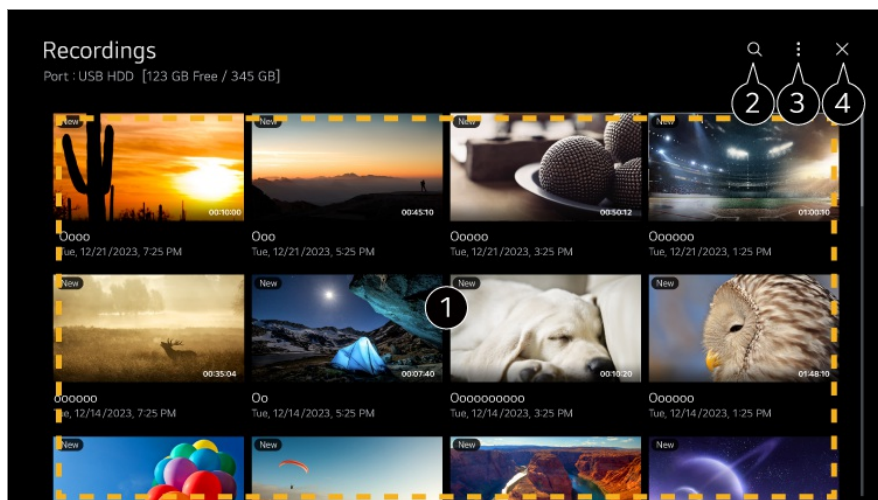 Recordings
Port : USB HDD [123 GB Free / 345 GB]
2 3 4
New New New New
00:10:00 00:45:10 00:50:12 01:00:10
Oooo Ooo Ooooo Oooooo
Tue, 12/21/2023, 7:25 PM Tue, 12/21/2023, 5:25 PM Tue, 12/21/2023, 3:25 PM Tue, 12/21/2023, 1:25 PM
New New New New
1
00:35:04 00:07:40 00:10:20 01:48:10
oooooo Oo Oooooooooo Oooooo
Tue, 12/14/2023, 7:25 PM Tue, 12/14/2023, 5:25 PM Tue, 12/14/2023, 3:25 PM Tue, 12/14/2023, 1:25 PM
New New New New